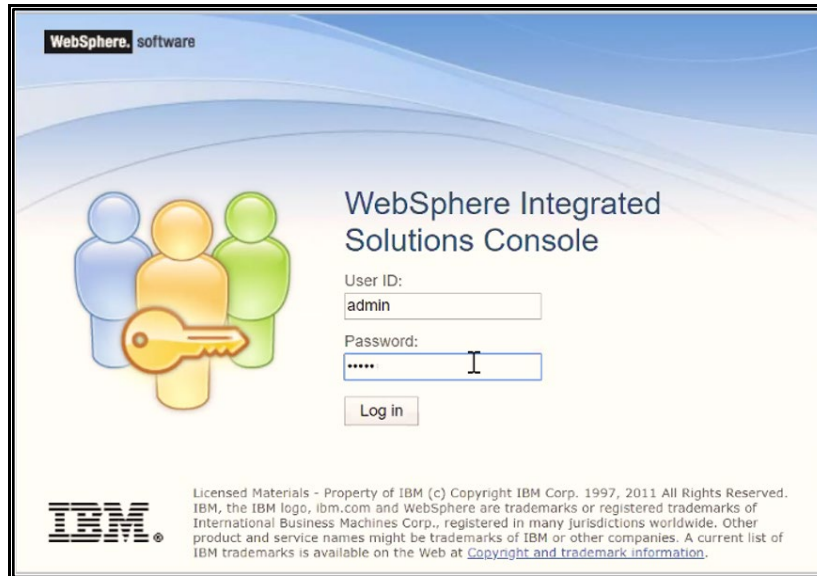 WebSphere. software
WebSphere Integrated
Solutions Console
User ID:
admin
Password:
•••••
Log in
Licensed Materials - Property of IBM (c) Copyright IBM Corp. 1997, 2011 All Rights Reserved.
IBM, the IBM logo, ibm.com and WebSphere are trademarks or registered trademarks of
International Business Machines Corp., registered in many jurisdictions worldwide. Other
product and service names might be trademarks of IBM or other companies. A current list of
IBM trademarks is available on the Web at Copyright and trademark information.
IBM®